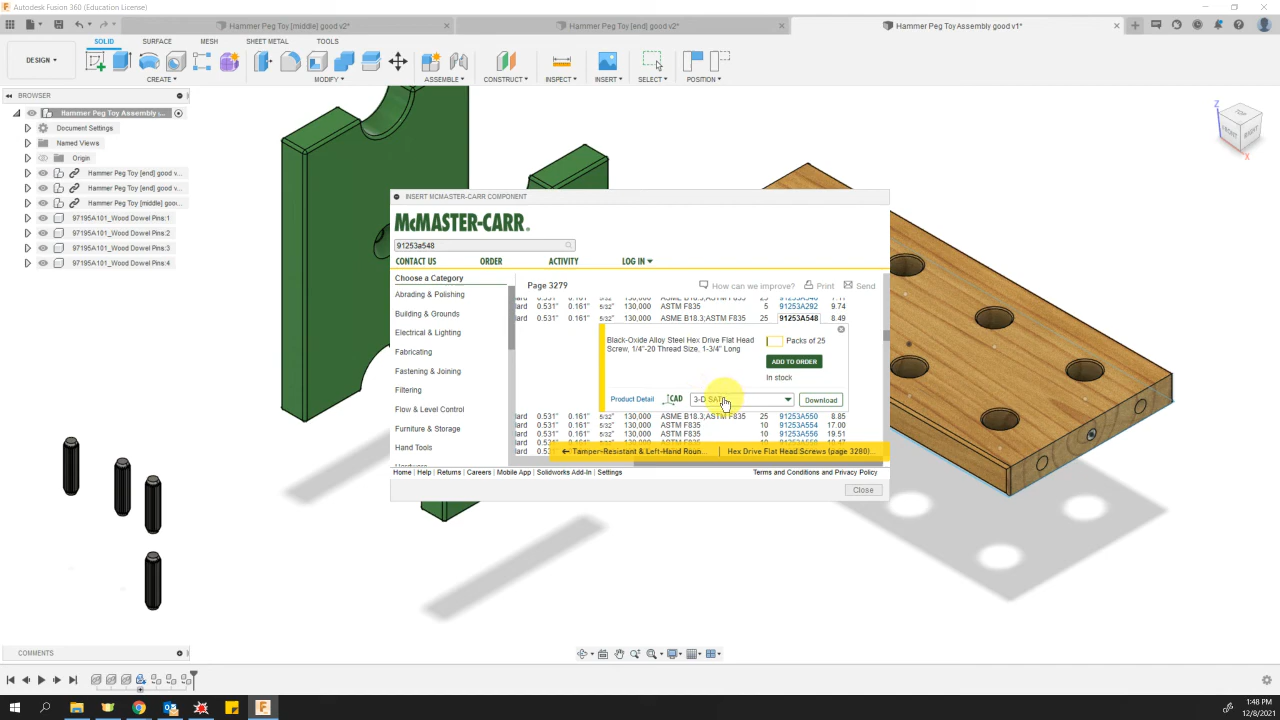 Autodesk Fusion 360 (Education License)
Hammer Peg Toy [middle] good v2*
Hammer Peg Toy [end] good v2*
Hammer Peg Toy Assembly good v1*
SOLID SURFACE MESH SHEET METAL TOOLS
DESIGN
CREATE MODIFY ASSEMBLE CONSTRUCT INSPECT INSERT SELECT POSITION
BROWSER
Hammer Peg Toy Assembly ...
Document Settings
Named Views
Origin
Hammer Peg Toy [end] good v...
Hammer Peg Toy [end] good v...
Hammer Peg Toy [middle] good...
97195A101_Wood Dowel Pins:1
97195A101_Wood Dowel Pins:2
97195A101_Wood Dowel Pins:3
97195A101_Wood Dowel Pins:4
TOP
FRONT RIGHT
Z
X
INSERT MCMASTER-CARR COMPONENT
McMASTER-CARR.
91253a548
CONTACT US ORDER ACTIVITY LOG IN
Choose a Category
Abrading & Polishing
Building & Grounds
Electrical & Lighting
Fabricating
Fastening & Joining
Filtering
Flow & Level Control
Furniture & Storage
Hand Tools
Page 3279
How can we improve? Print Send
0.531" 0.161" 5/32" 130,000 ASTM F835 5 91253A292 9.74
0.531" 0.161" 5/32" 130,000 ASME B18.3;ASTM F835 25 91253A548 8.49
Black-Oxide Alloy Steel Hex Drive Flat Head
Screw, 1/4"-20 Thread Size, 1-3/4" Long
Packs of 25
ADD TO ORDER
In stock
Product Detail CAD 3-D SAT Download
0.531" 0.161" 5/32" 130,000 ASME B18.3;ASTM F835 25 91253A550 8.85
0.531" 0.161" 5/32" 130,000 ASTM F835 10 91253A554 17.00
0.531" 0.161" 5/32" 130,000 ASTM F835 10 91253A556 19.51
Tamper-Resistant & Left-Hand Roun...
Hex Drive Flat Head Screws (page 3280)...
Home | Help | Returns | Careers | Mobile App | Solidworks Add-In | Settings
Terms and Conditions and Privacy Policy
Close
COMMENTS
1:48 PM
12/8/2021